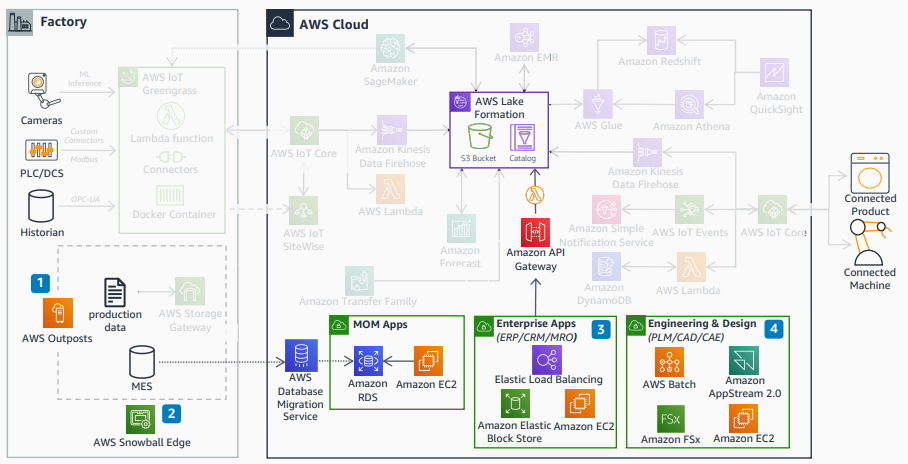 Factory
AWS Cloud
Amazon
SageMaker
Amazon EMR
Amazon Redshift
AWS IoT
Greengrass
ML
Inference
Cameras
AWS Lake
Formation
Amazon
QuickSight
AWS Glue
Amazon Athena
Lambda function
Custom
Connectors
Modbus
PLC/DCS
AWS IoT Core
Amazon Kinesis
Data Firehose
S3 Bucket
Catalog
Connectors
Amazon Kinesis
Data Firehose
OPC-UA
Docker Container
Historian
AWS Lambda
Connected
Product
AWS IoT
SiteWise
Amazon
Forecast
Amazon API
Gateway
Amazon Simple
Notification Service
AWS IoT Events
AWS IoT Core
Connected
Machine
Amazon Transfer Family
Amazon
DynamoDB
AWS Lambda
1
AWS Outposts
production
data
AWS Storage
Gateway
MES
AWS
Database
Migration
Service
MOM Apps
Amazon
RDS
Amazon EC2
Enterprise Apps
(ERP/CRM/MRO)
3
Elastic Load Balancing
Amazon Elastic
Block Store
Amazon EC2
Engineering & Design
(PLM/CAD/CAE)
4
AWS Batch
Amazon
AppStream 2.0
FSx
Amazon FSx
Amazon EC2
2
AWS Snowball Edge